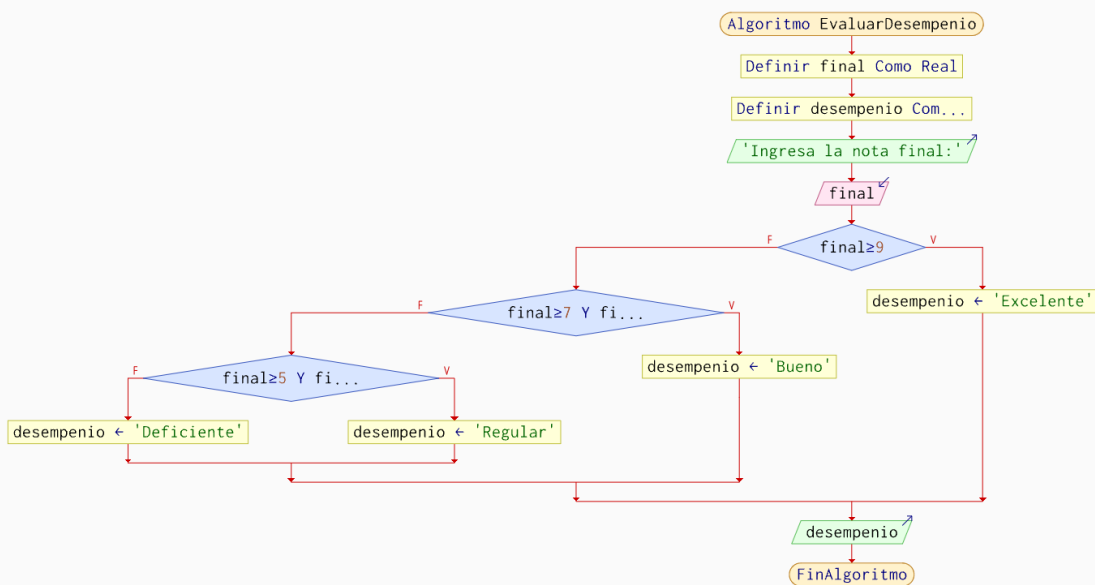 Algoritmo EvaluarDesempenio
Definir final Como Real
Definir desempenio Com...
'Ingresa la nota final:'
final
F
final≥9
V
desempenio ← 'Excelente'
F
final≥7 Y fi...
V
desempenio ← 'Bueno'
F
final≥5 Y fi...
V
desempenio ← 'Deficiente'
desempenio ← 'Regular'
desempenio
FinAlgoritmo